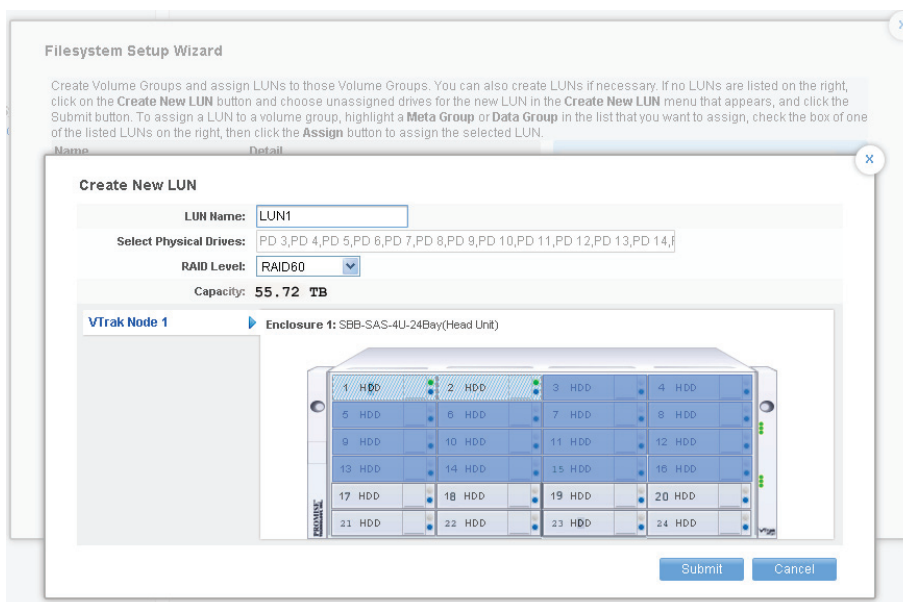 x
Filesystem Setup Wizard
Create Volume Groups and assign LUNs to those Volume Groups. You can also create LUNs if necessary. If no LUNs are listed on the right,
click on the Create New LUN button and choose unassigned drives for the new LUN in the Create New LUN menu that appears, and click the
Submit button. To assign a LUN to a volume group, highlight a Meta Group or Data Group in the list that you want to assign, check the box of one
of the listed LUNs on the right, then click the Assign button to assign the selected LUN.
Name Detail
x
Create New LUN
LUN Name: LUN1
Select Physical Drives: PD 3,PD 4,PD 5,PD 6,PD 7,PD 8,PD 9,PD 10,PD 11,PD 12,PD 13,PD 14,
RAID Level: RAID60
Capacity: 55.72 TB
VTrak Node 1
Enclosure 1: SBB-SAS-4U-24Bay(Head Unit)
1 HDD 2 HDD 3 HDD 4 HDD
5 HDD 6 HDD 7 HDD 8 HDD
9 HDD 10 HDD 11 HDD 12 HDD
13 HDD 14 HDD 15 HDD 16 HDD
17 HDD 18 HDD 19 HDD 20 HDD
21 HDD 22 HDD 23 HDD 24 HDD
PROMISE
Submit Cancel